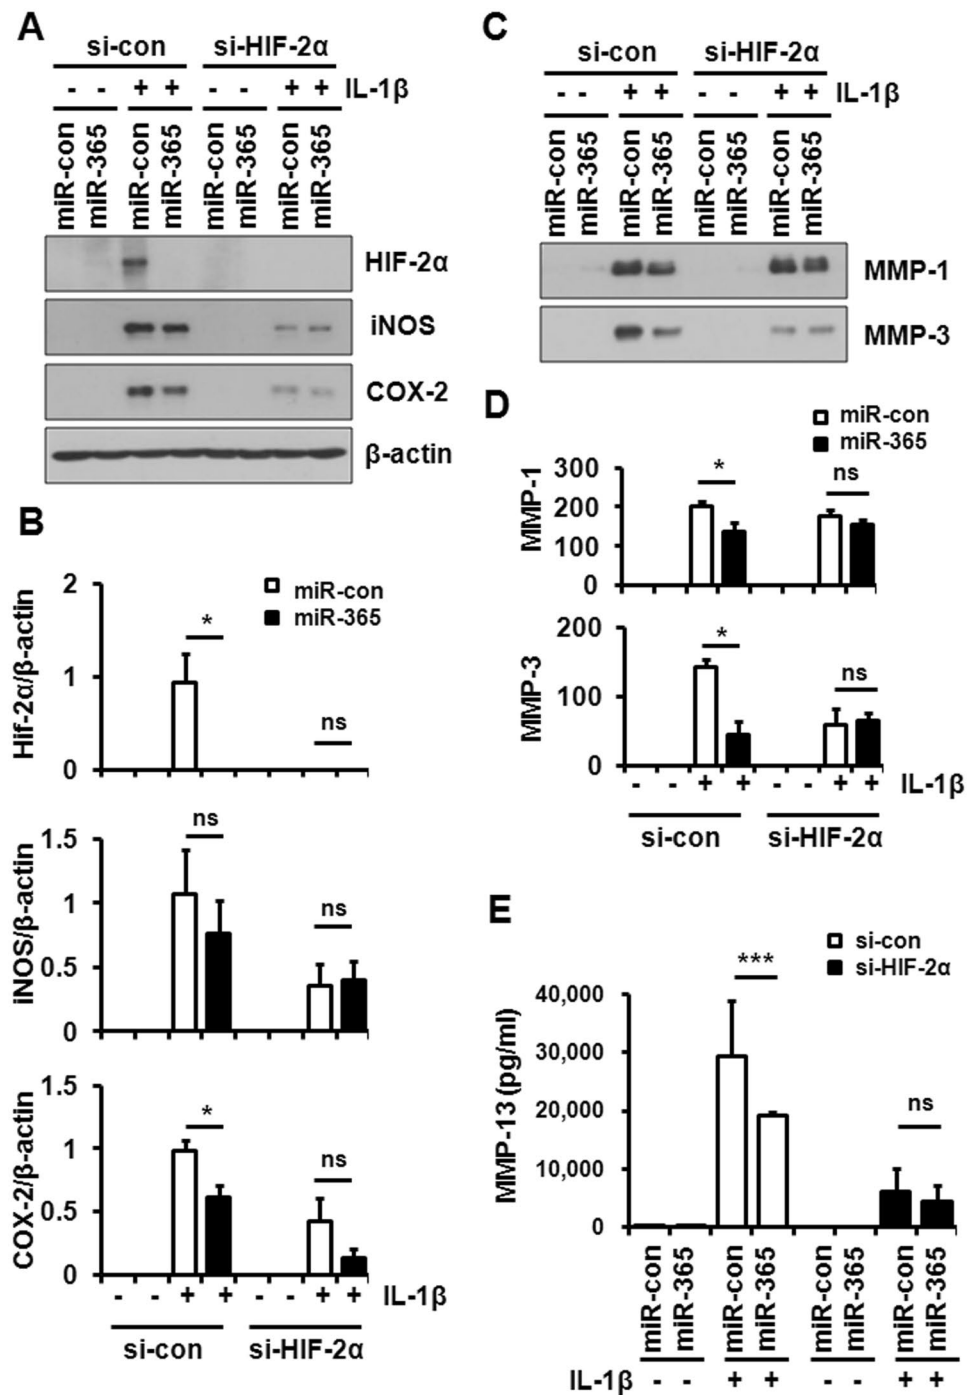 A
si-con si-HIF-2α
- - + + - - + + IL-1β
miR-con miR-365 miR-con miR-365 miR-con miR-365 miR-con miR-365
HIF-2α
iNOS
COX-2
β-actin
B
miR-con
miR-365
Hif-2α/β-actin
2
1
0
*
ns
iNOS/β-actin
1.5
1
0.5
0
ns
ns
COX-2/β-actin
1.5
1
0.5
0
*
ns
- - + + - - + + IL-1β
si-con si-HIF-2α
C
si-con si-HIF-2α
- - + + - - + + IL-1β
miR-con miR-365 miR-con miR-365 miR-con miR-365 miR-con miR-365
MMP-1
MMP-3
D
miR-con
miR-365
MMP-1
300
200
100
0
*
ns
MMP-3
200
100
0
*
ns
- - + + - - + + IL-1β
si-con si-HIF-2α
E
si-con
si-HIF-2α
MMP-13 (pg/ml)
40,000
30,000
20,000
10,000
0
***
ns
miR-con miR-365 miR-con miR-365 miR-con miR-365 miR-con miR-365
IL-1β - - + + - - + +